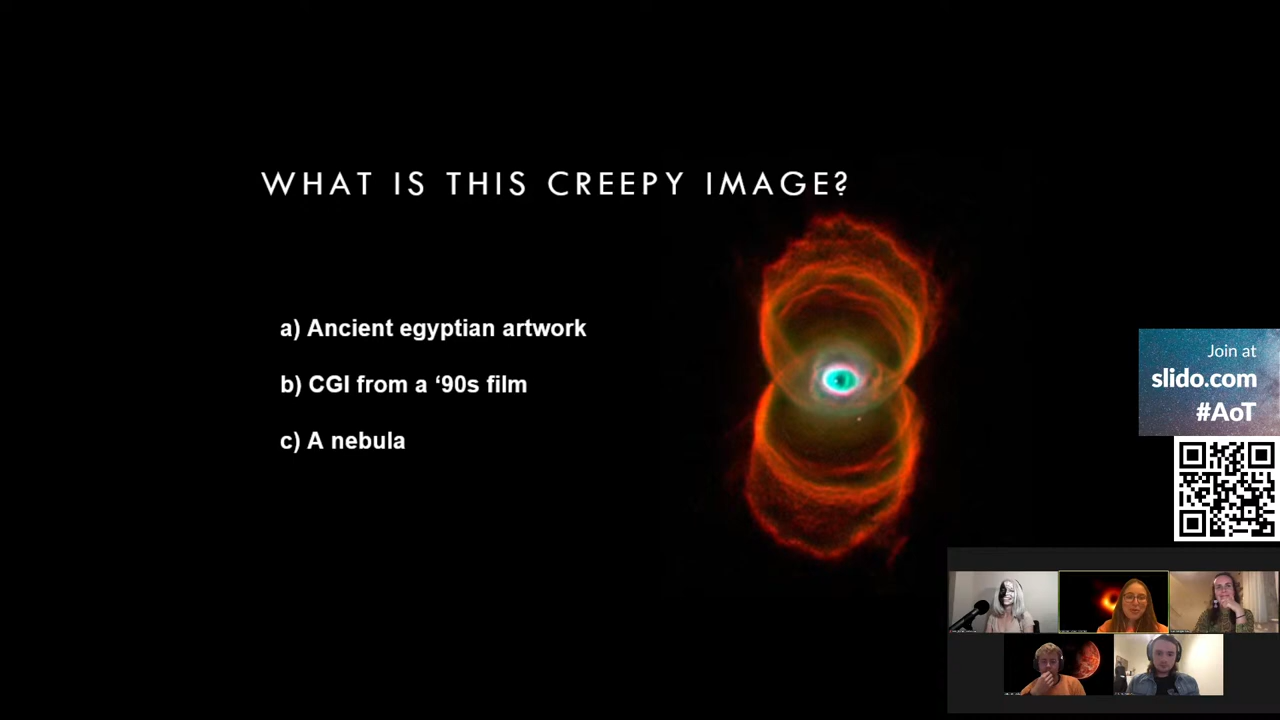 WHAT IS THIS CREEPY IMAGE?
a) Ancient egyptian artwork
b) CGI from a ‘90s film
c) A nebula
Join at
slido.com
#AoT